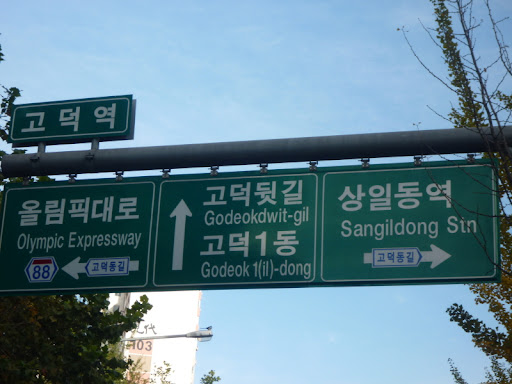 고덕역
올림픽대로
Olympic Expressway
88
고덕동길
고덕뒷길
Godeokdwit-gil
고덕1동
Godeok 1(il)-dong
상일동역
Sangildong Stn
고덕동길
103